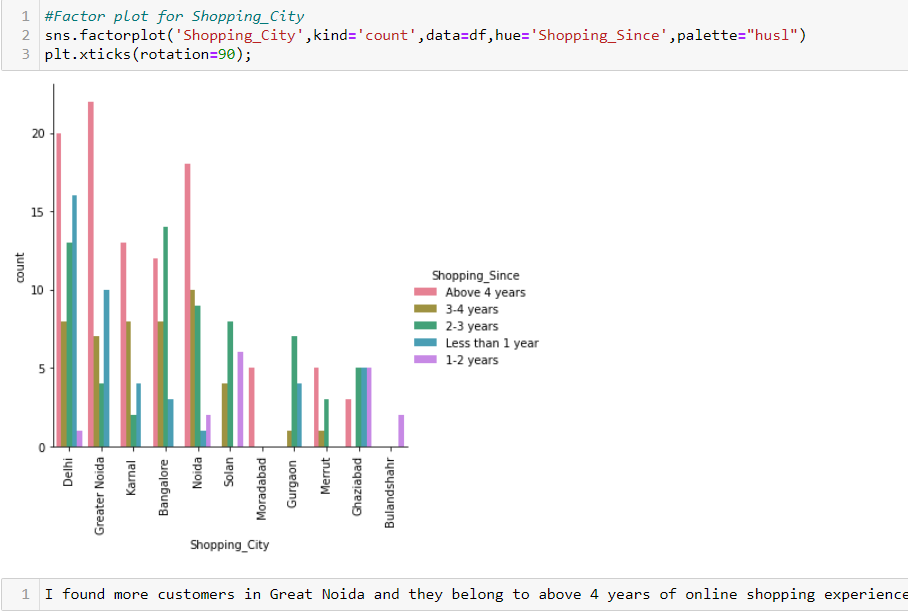 1 #Factor plot for Shopping_City
2 sns.factorplot('Shopping_City',kind='count',data=df,hue='Shopping_Since',palette="husl")
3 plt.xticks(rotation=90);
20
15
10
5
0
count
Delhi
Greater Noida
Karnal
Bangalore
Noida
Solan
Moradabad
Gurgaon
Merrut
Ghaziabad
Bulandshahr
Shopping_City
Shopping_Since
Above 4 years
3-4 years
2-3 years
Less than 1 year
1-2 years
1 I found more customers in Great Noida and they belong to above 4 years of online shopping experience